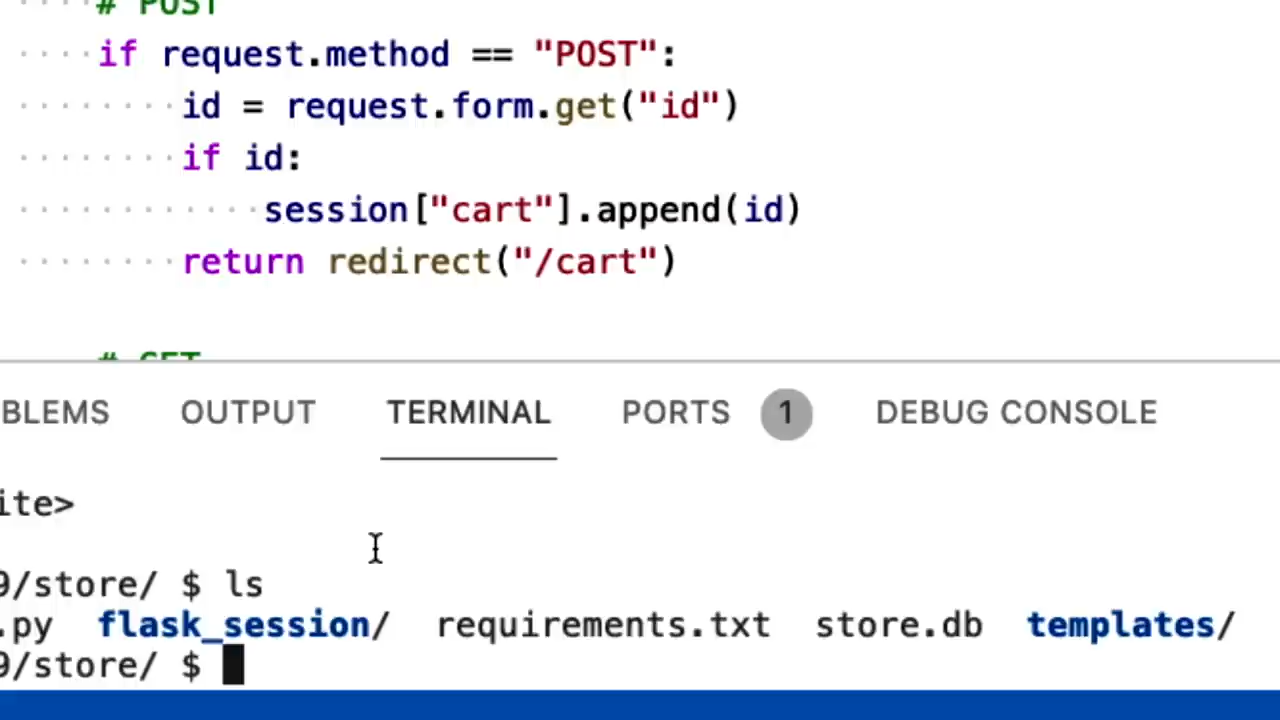 # POST
if request.method == "POST":
id = request.form.get("id")
if id:
session["cart"].append(id)
return redirect("/cart")
# GET
BLEMS OUTPUT TERMINAL PORTS 1 DEBUG CONSOLE
ite>
9/store/ $ ls
.py flask_session/ requirements.txt store.db templates/
9/store/ $